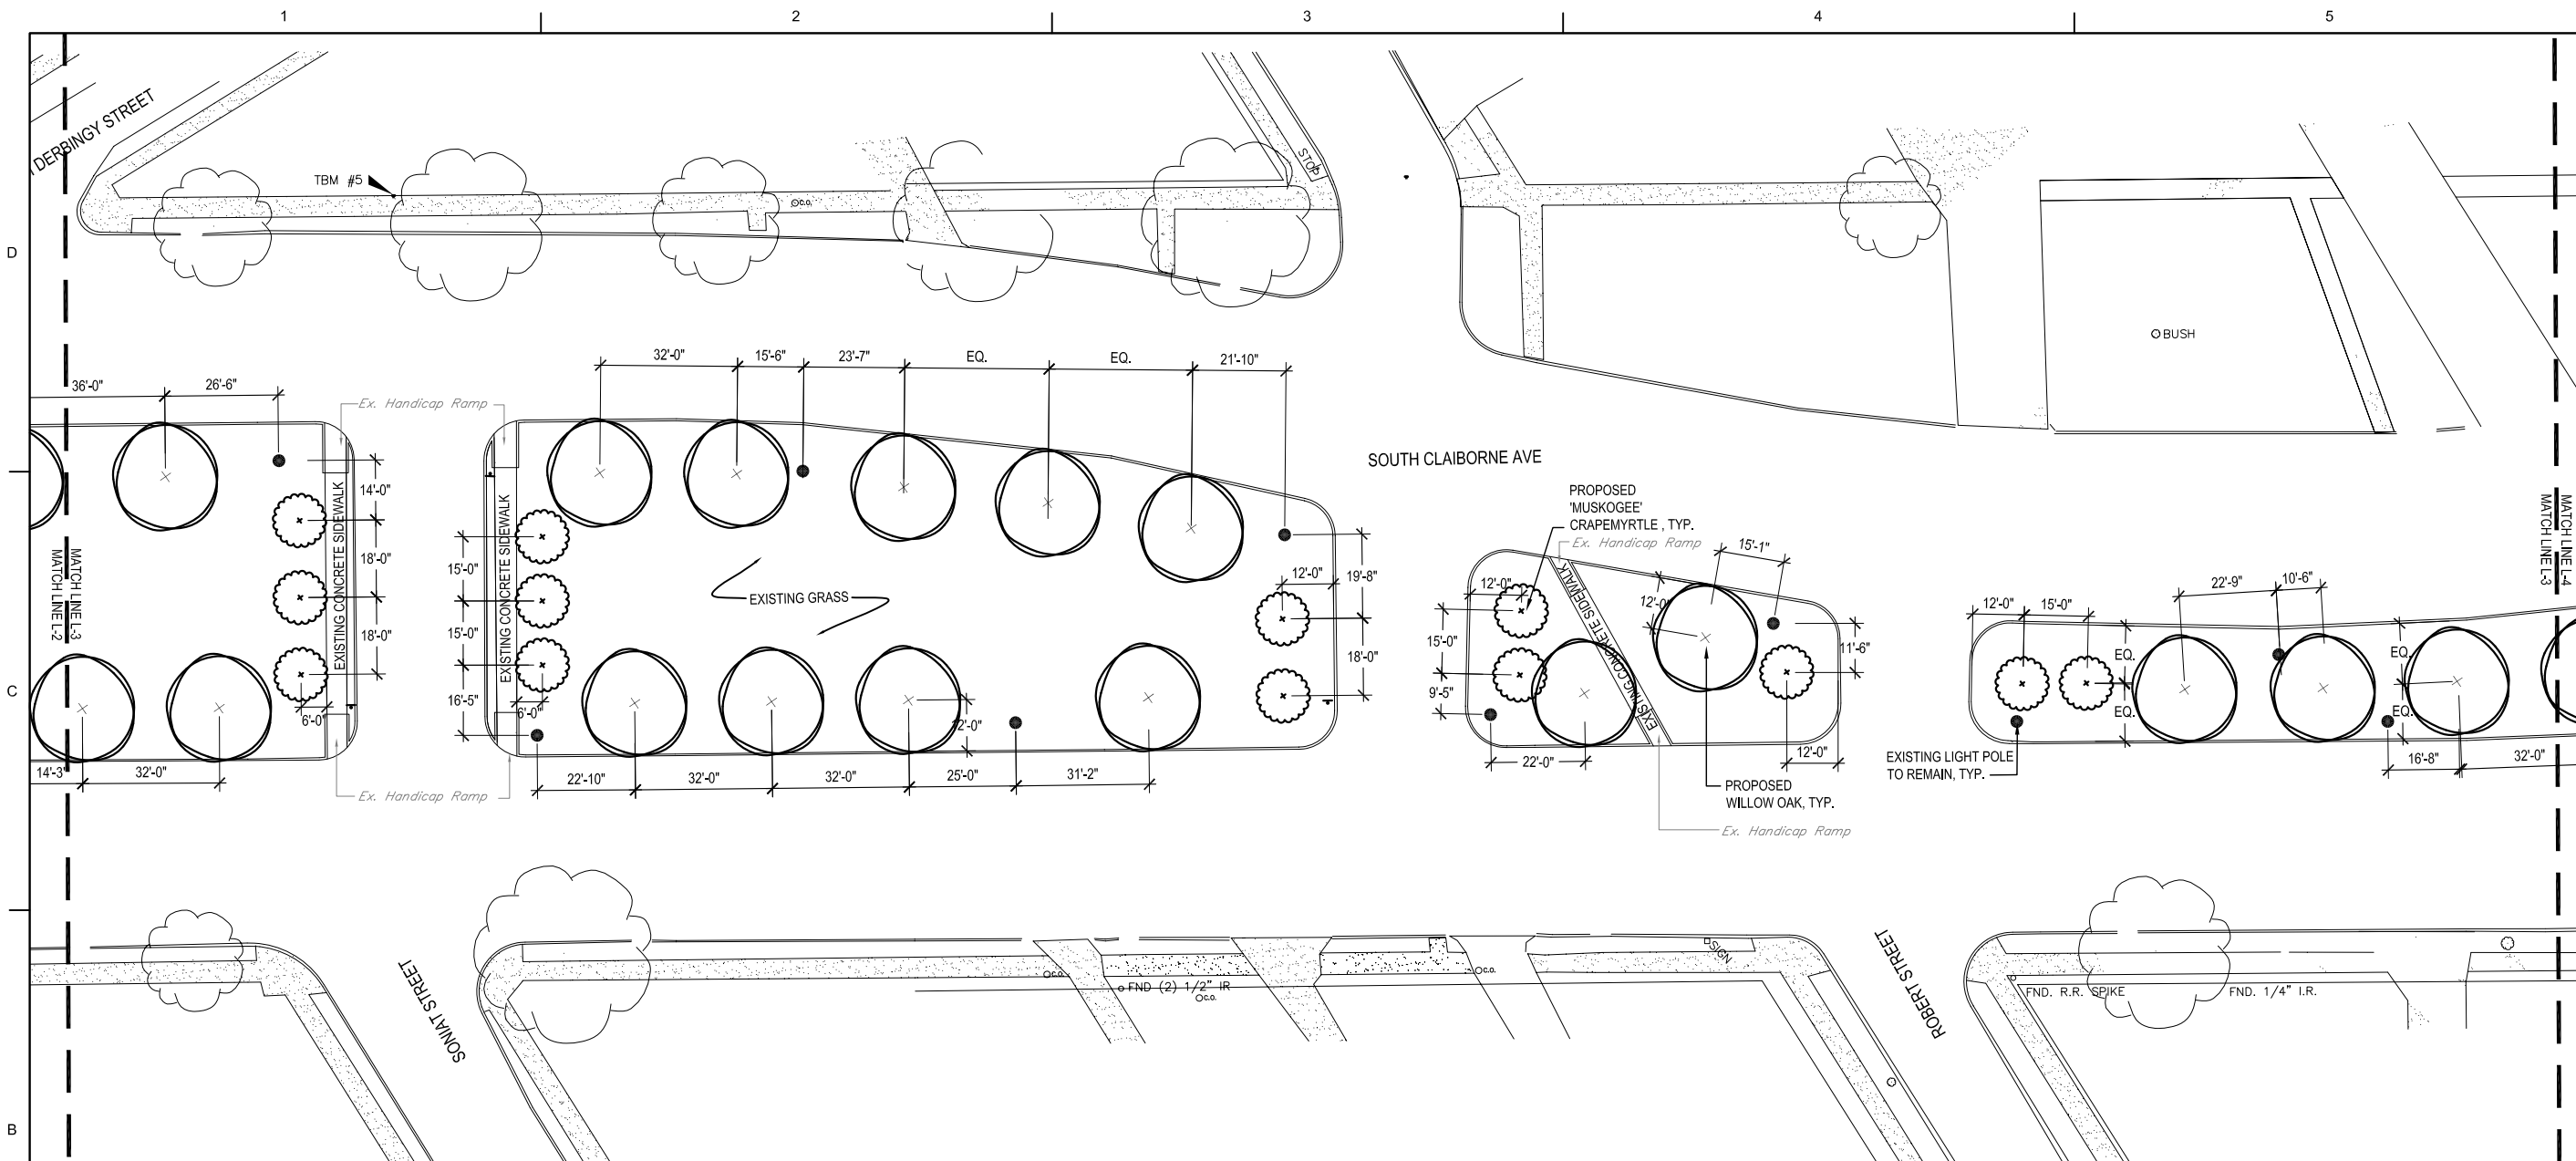 1
2
3
4
5
D
C
B
DERBINGY STREET
TBM #5
C.O.
STOP
BUSH
36'-0"
26'-6"
Ex. Handicap Ramp
32'-0"
15'-6"
23'-7"
EQ.
EQ.
21'-10"
SOUTH CLAIBORNE AVE
MATCH LINE L-2
MATCH LINE L-3
14'-0"
18'-0"
18'-0"
6'-0"
EXISTING CONCRETE SIDEWALK
EXISTING CONCRETE SIDEWALK
15'-0"
15'-0"
16'-5"
6'-0"
EXISTING GRASS
12'-0"
12'-0"
19'-8"
18'-0"
14'-3"
32'-0"
Ex. Handicap Ramp
22'-10"
32'-0"
32'-0"
25'-0"
31'-2"
PROPOSED
'MUSKOGEE'
CRAPEMYRTLE , TYP.
Ex. Handicap Ramp
12'-0"
15'-0"
9'-5"
22'-0"
EXISTING CONCRETE SIDEWALK
12'-0"
15'-1"
11'-6"
12'-0"
PROPOSED
WILLOW OAK, TYP.
Ex. Handicap Ramp
12'-0"
15'-0"
EQ.
EQ.
22'-9"
10'-6"
EQ.
EQ.
16'-8"
32'-0"
EXISTING LIGHT POLE
TO REMAIN, TYP.
MATCH LINE L-3
MATCH LINE L-4
SONIAT STREET
C.O.
FND (2) 1/2" IR
C.O.
C.O.
SIGN
ROBERT STREET
FND. R.R. SPIKE
FND. 1/4" I.R.